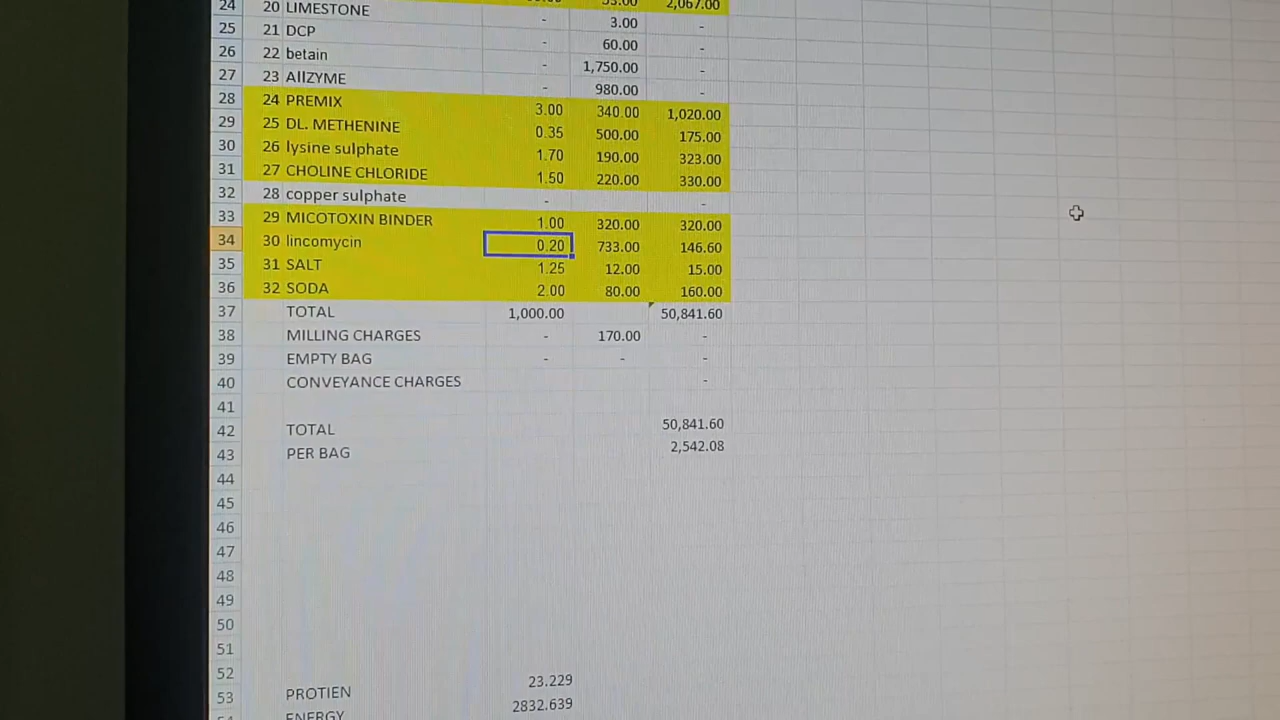 2,067.00
24 20 LIMESTONE - 3.00 -
25 21 DCP - 60.00 -
26 22 betain - 1,750.00 -
27 23 AllZYME - 980.00 -
28 24 PREMIX 3.00 340.00 1,020.00
29 25 DL. METHENINE 0.35 500.00 175.00
30 26 lysine sulphate 1.70 190.00 323.00
31 27 CHOLINE CHLORIDE 1.50 220.00 330.00
32 28 copper sulphate - -
33 29 MICOTOXIN BINDER 1.00 320.00 320.00
34 30 lincomycin 0.20 733.00 146.60
35 31 SALT 1.25 12.00 15.00
36 32 SODA 2.00 80.00 160.00
37 TOTAL 1,000.00 50,841.60
38 MILLING CHARGES - 170.00 -
39 EMPTY BAG - - -
40 CONVEYANCE CHARGES -
41
42 TOTAL 50,841.60
43 PER BAG 2,542.08
44
45
46
47
48
49
50
51
52
53 PROTIEN 23.229
ENERGY 2832.639